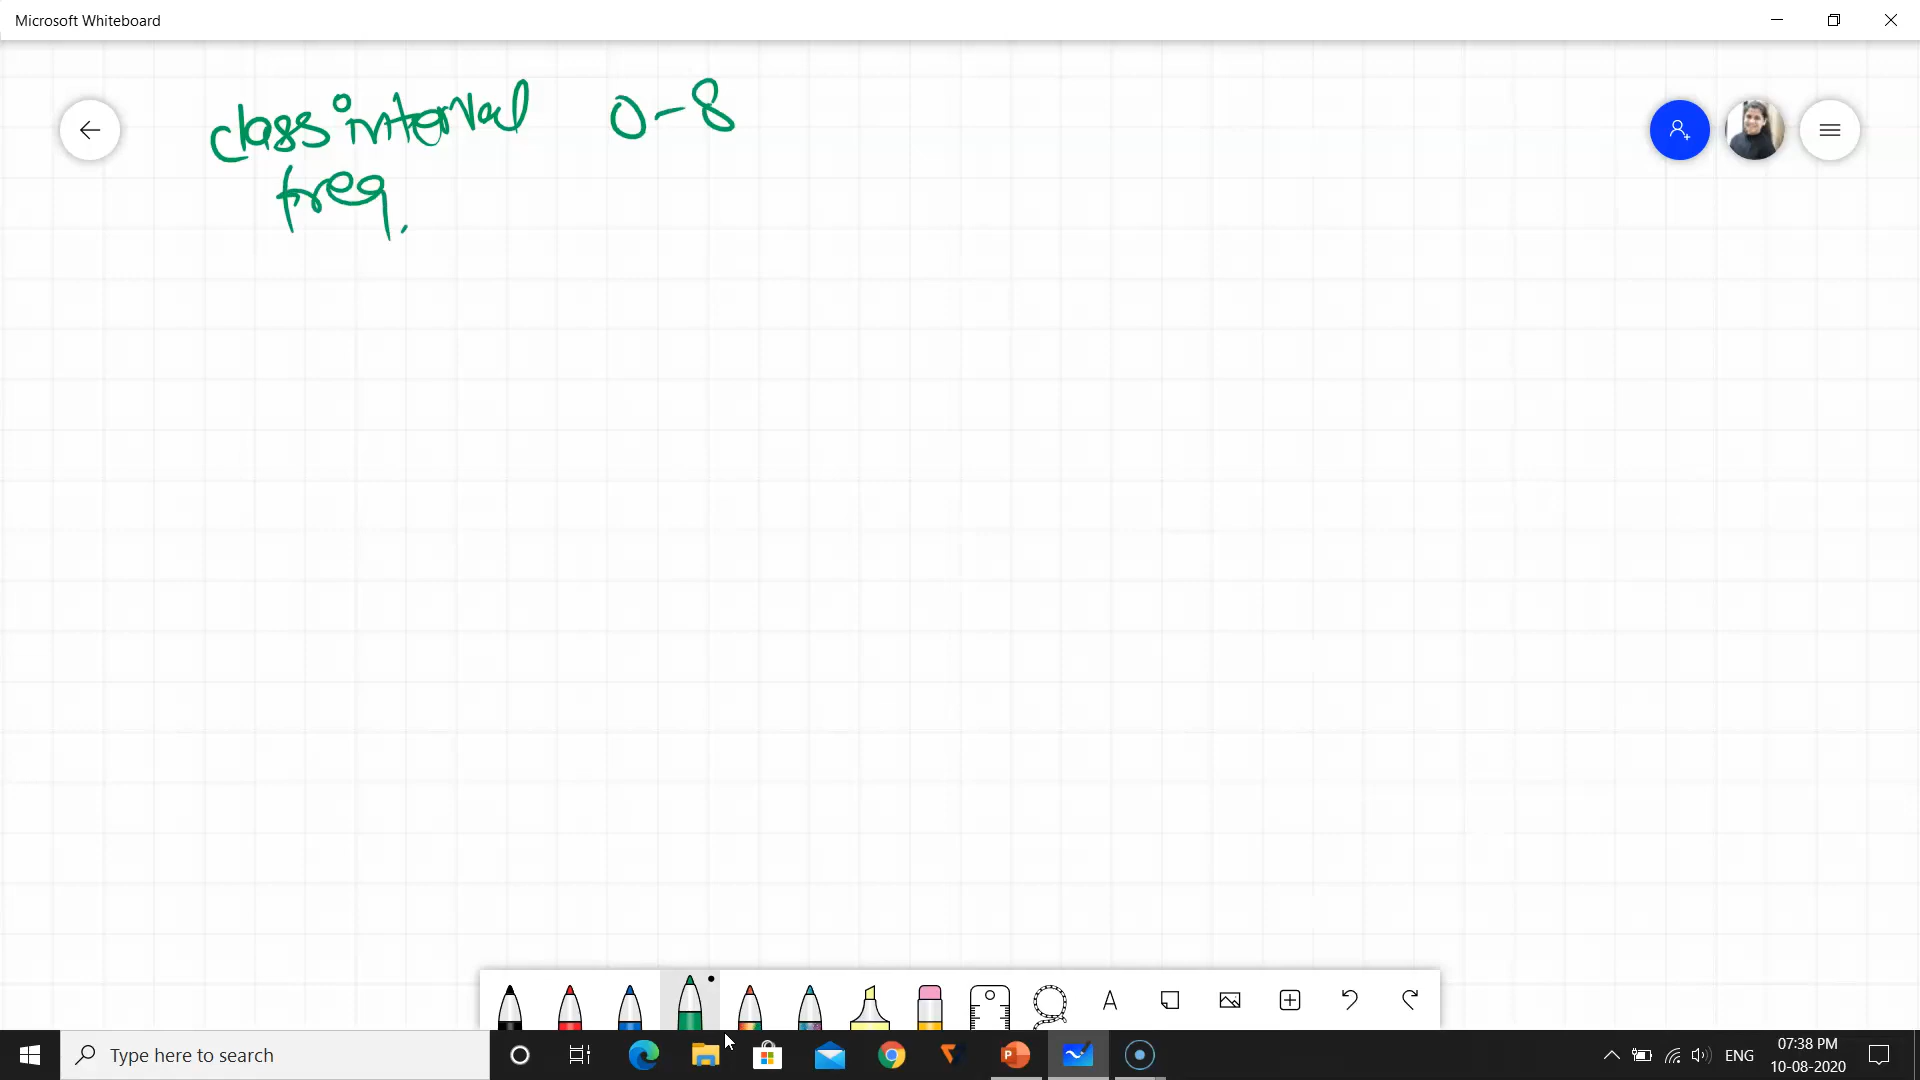 Microsoft Whiteboard
class interval 0-8
freq.
Type here to search
ENG
07:38 PM
10-08-2020